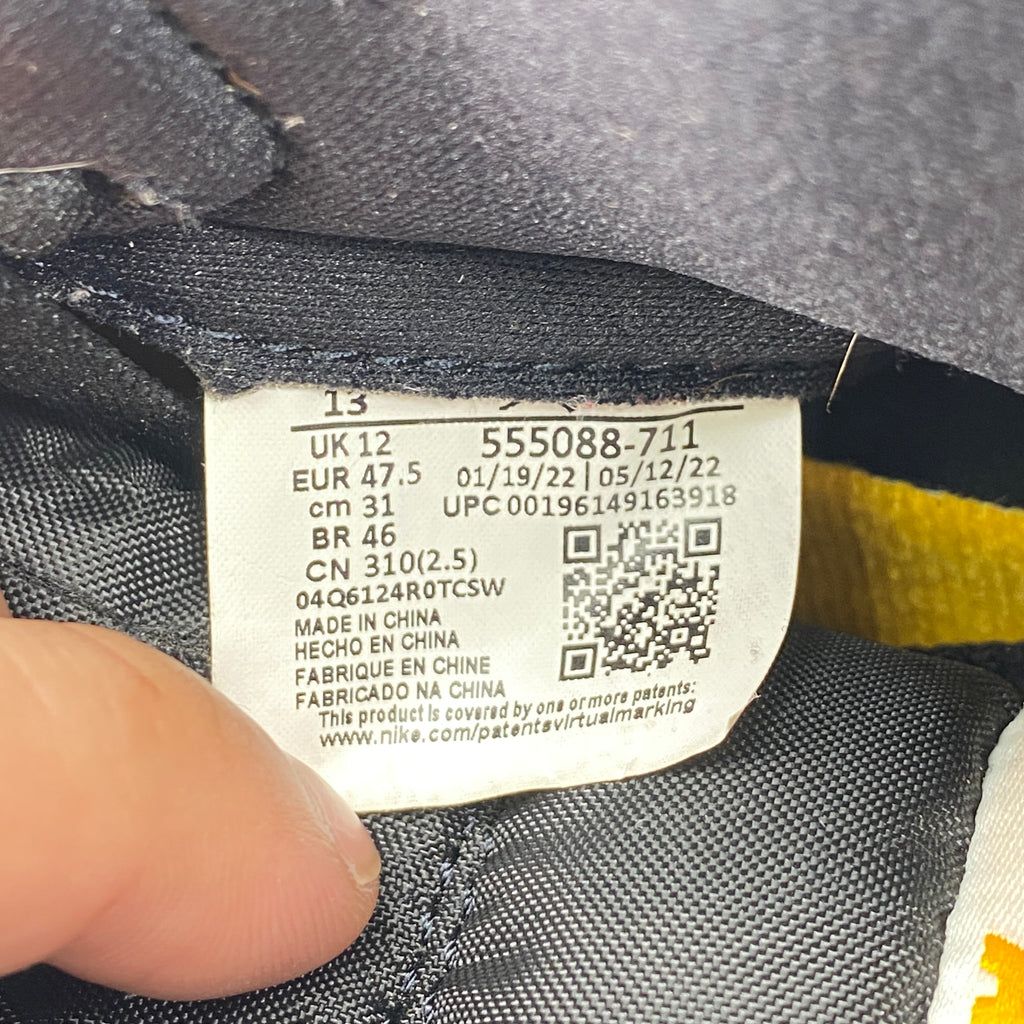 13
UK 12
555088-711
EUR 47.5
01/19/22 | 05/12/22
cm 31
UPC 00196149163918
BR 46
CN 310(2.5)
04Q6124R0TCSW
MADE IN CHINA
HECHO EN CHINA
FABRIQUE EN CHINE
FABRICADO NA CHINA
This product is covered by one or more patents:
www.nike.com/patentsvirtualmarking